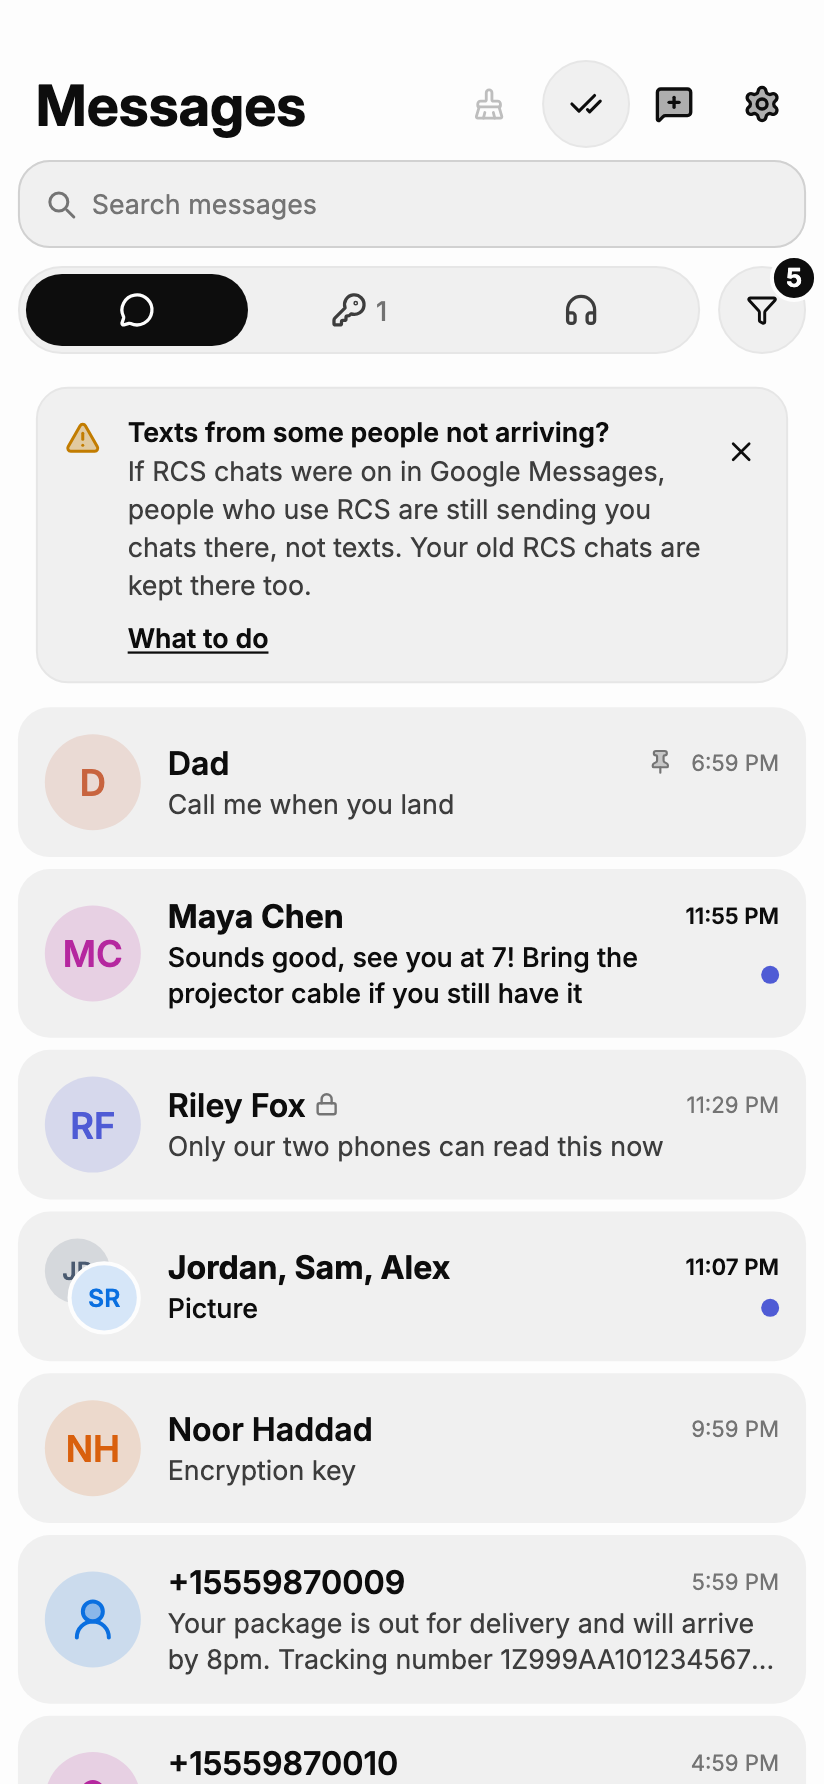 Messages
Search messages
1
5
Texts from some people not arriving?
If RCS chats were on in Google Messages,
people who use RCS are still sending you
chats there, not texts. Your old RCS chats are
kept there too.
What to do
D
Dad
6:59 PM
Call me when you land
MC
Maya Chen
11:55 PM
Sounds good, see you at 7! Bring the
projector cable if you still have it
RF
Riley Fox
11:29 PM
Only our two phones can read this now
SR
Jordan, Sam, Alex
11:07 PM
Picture
NH
Noor Haddad
9:59 PM
Encryption key
+15559870009
5:59 PM
Your package is out for delivery and will arrive
by 8pm. Tracking number 1Z999AA101234567...
+15559870010
4:59 PM